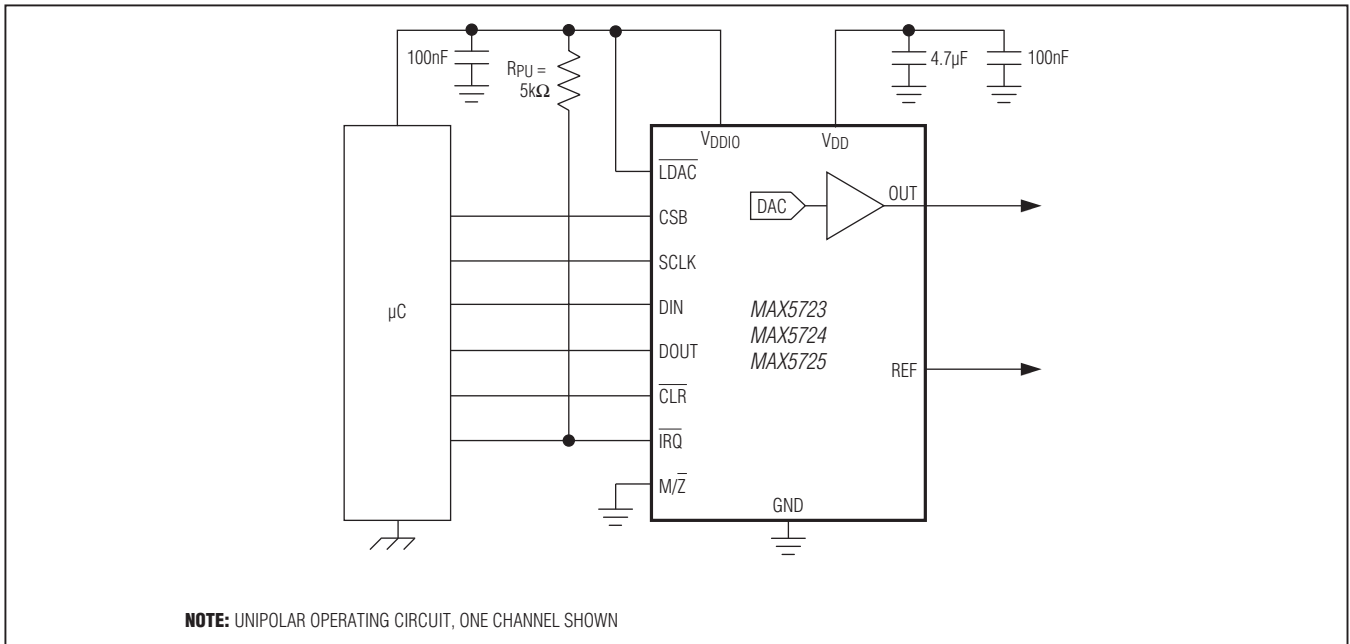 100nF
RPU =
5kΩ
4.7µF
100nF
VDDIO
VDD
LDAC
DAC
OUT
CSB
SCLK
µC
DIN
MAX5723
MAX5724
DOUT
MAX5725
REF
CLR
IRQ
M/Z
GND
NOTE: UNIPOLAR OPERATING CIRCUIT, ONE CHANNEL SHOWN